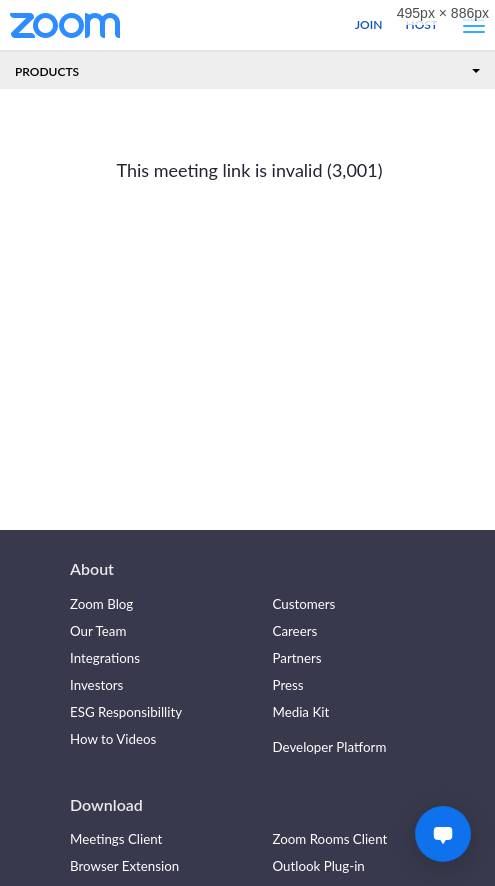 zoom
JOIN HOST
495px × 886px
PRODUCTS
This meeting link is invalid (3,001)
About
Zoom Blog
Customers
Our Team
Careers
Integrations
Partners
Investors
Press
ESG Responsibillity
Media Kit
How to Videos
Developer Platform
Download
Meetings Client
Zoom Rooms Client
Browser Extension
Outlook Plug-in